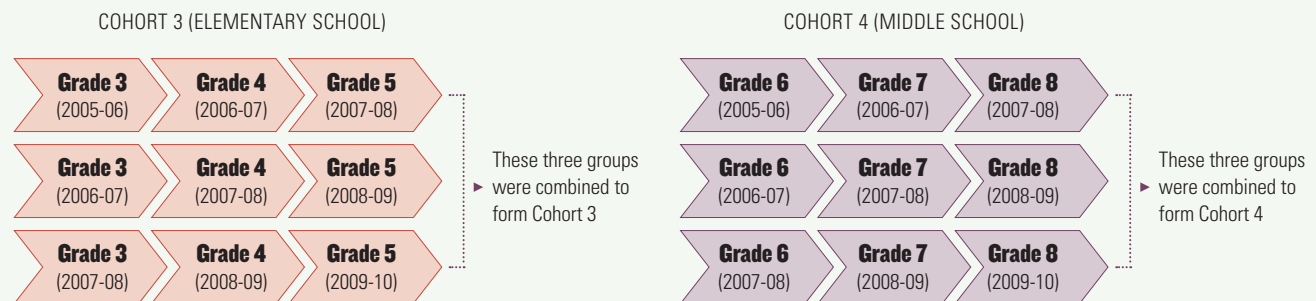 COHORT 3 (ELEMENTARY SCHOOL)
Grade 3
(2005-06)
Grade 4
(2006-07)
Grade 5
(2007-08)
Grade 3
(2006-07)
Grade 4
(2007-08)
Grade 5
(2008-09)
Grade 3
(2007-08)
Grade 4
(2008-09)
Grade 5
(2009-10)
These three groups
were combined to
form Cohort 3
COHORT 4 (MIDDLE SCHOOL)
Grade 6
(2005-06)
Grade 7
(2006-07)
Grade 8
(2007-08)
Grade 6
(2006-07)
Grade 7
(2007-08)
Grade 8
(2008-09)
Grade 6
(2007-08)
Grade 7
(2008-09)
Grade 8
(2009-10)
These three groups
were combined to
form Cohort 4